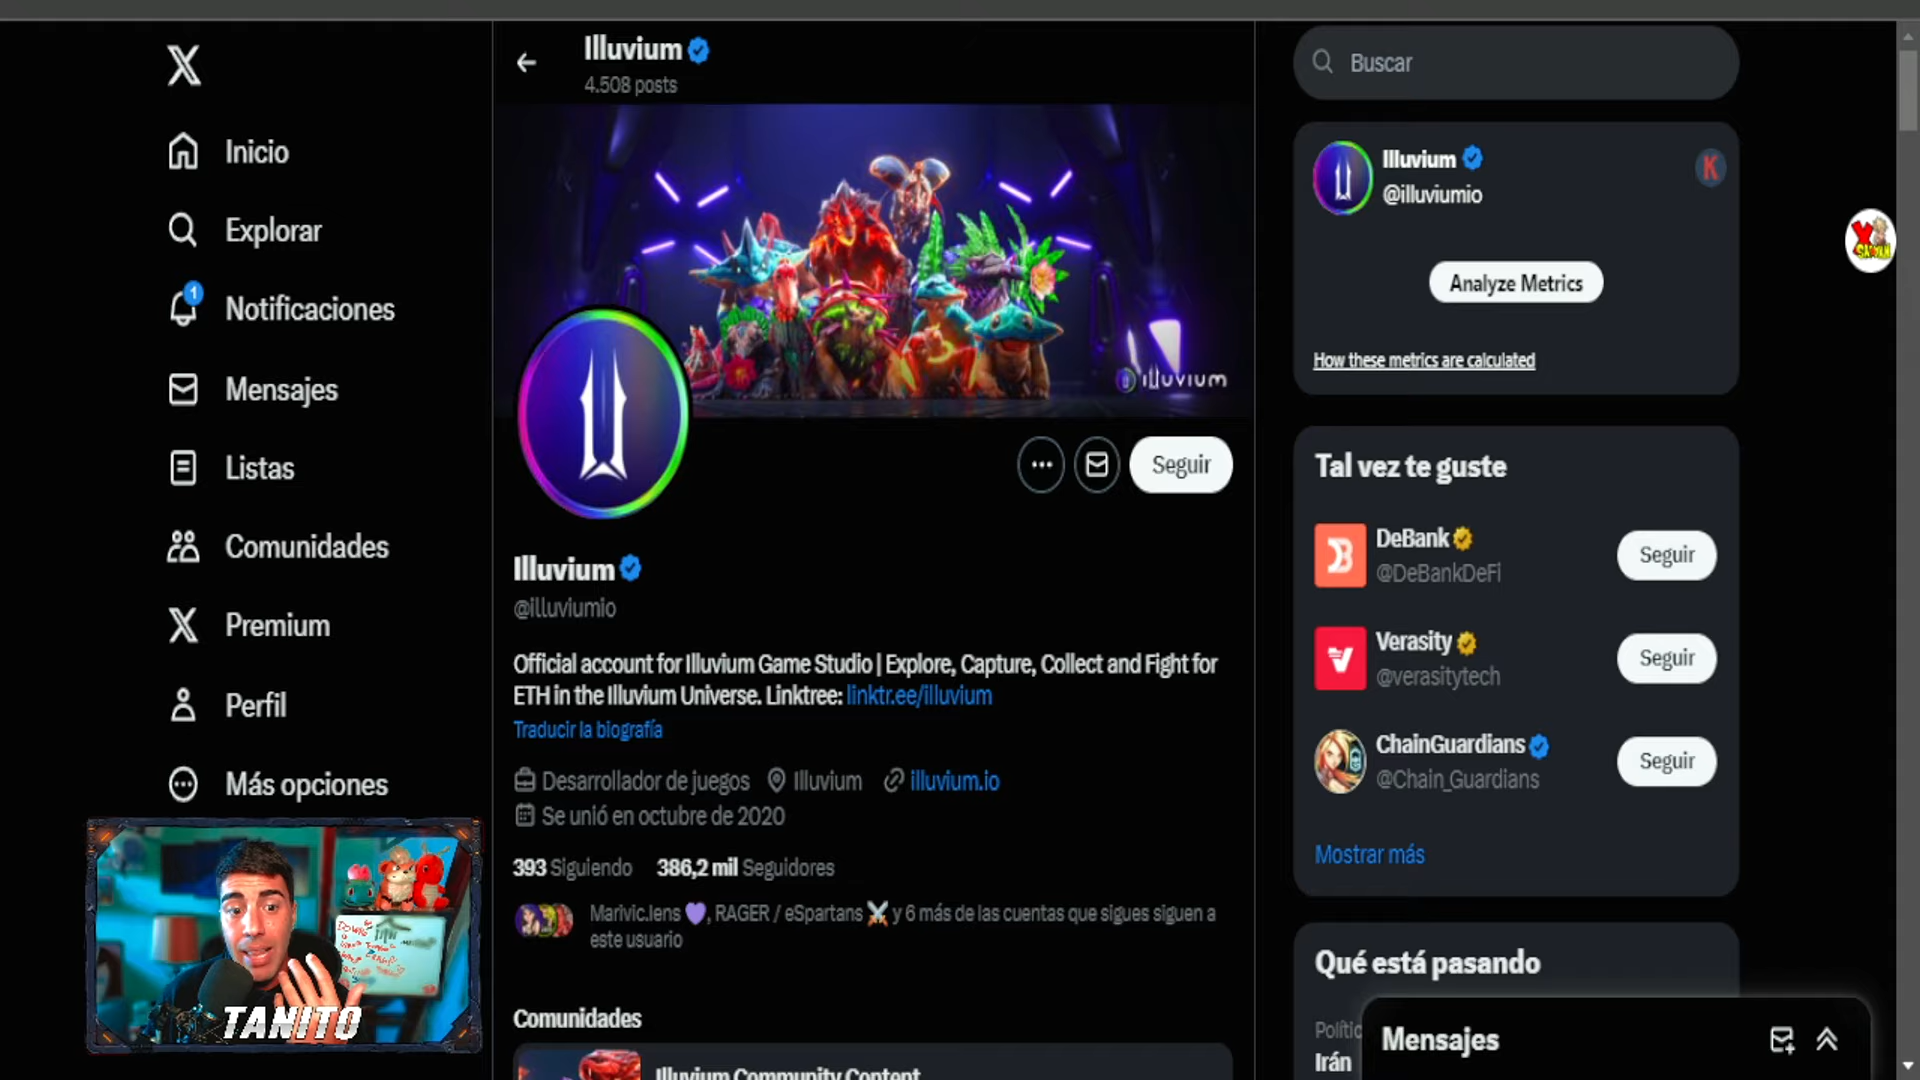 Illuvium
4.508 posts
Inicio
Explorar
1
Notificaciones
Mensajes
Listas
Comunidades
Premium
Perfil
Más opciones
TANITO
illuvium
Seguir
Illuvium
@illuviumio
Official account for Illuvium Game Studio | Explore, Capture, Collect and Fight for
ETH in the Illuvium Universe. Linktree: linktr.ee/illuvium
Traducir la biografía
Desarrollador de juegos Illuvium illuvium.io
Se unió en octubre de 2020
393 Siguiendo 386,2 mil Seguidores
Marivic.lens 💜, RAGER / eSpartans ⚔️ y 6 más de las cuentas que sigues siguen a
este usuario
Comunidades
Illuvium Community Content
Buscar
Illuvium
@illuviumio
K
Analyze Metrics
How these metrics are calculated
Tal vez te guste
DeBank
@DeBankDeFi
Seguir
Verasity
@verasitytech
Seguir
ChainGuardians
@Chain_Guardians
Seguir
Mostrar más
Qué está pasando
Irán
Mensajes